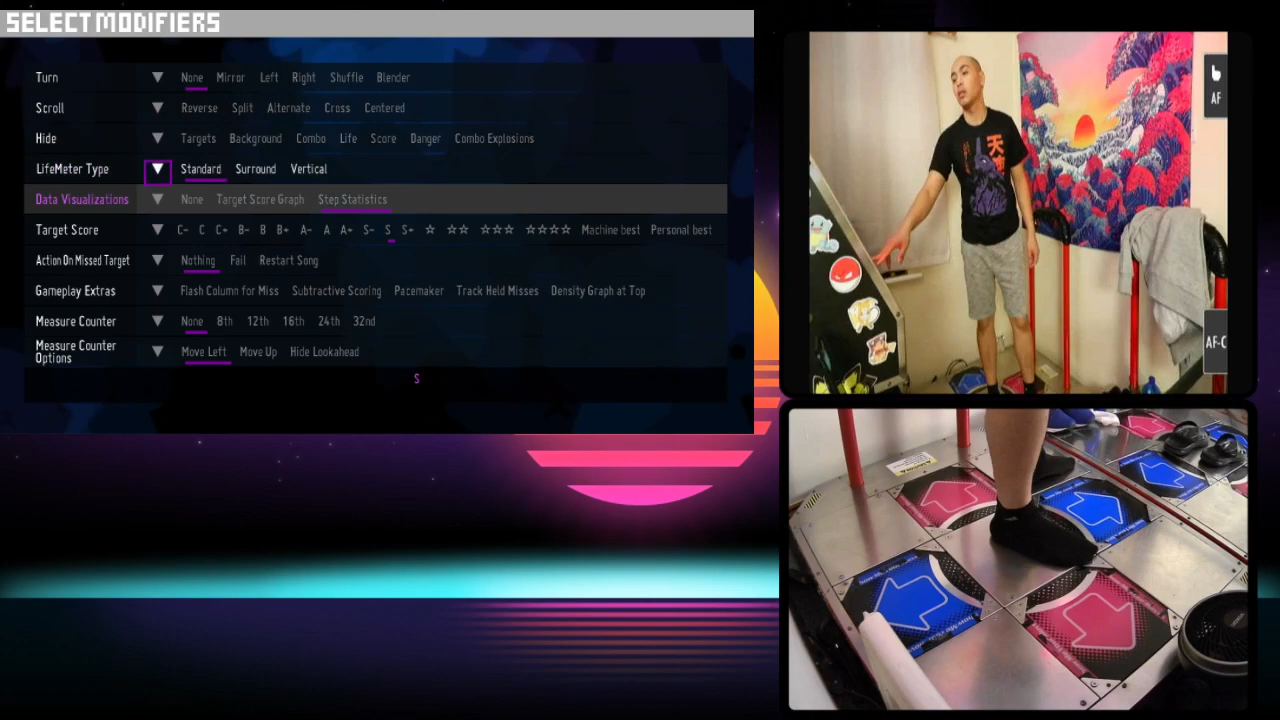 SELECT MODIFIERS
Turn None Mirror Left Right Shuffle Blender
Scroll Reverse Split Alternate Cross Centered
Hide Targets Background Combo Life Score Danger Combo Explosions
LifeMeter Type Standard Surround Vertical
Data Visualizations None Target Score Graph Step Statistics
Target Score C- C C+ B- B B+ A- A A+ S- S S+ ☆ ☆☆ ☆☆☆ ☆☆☆☆ Machine best Personal best
Action On Missed Target Nothing Fail Restart Song
Gameplay Extras Flash Column for Miss Subtractive Scoring Pacemaker Track Held Misses Density Graph at Top
Measure Counter None 8th 12th 16th 24th 32nd
Measure Counter Options Move Left Move Up Hide Lookahead
S
AF
AF-C
天